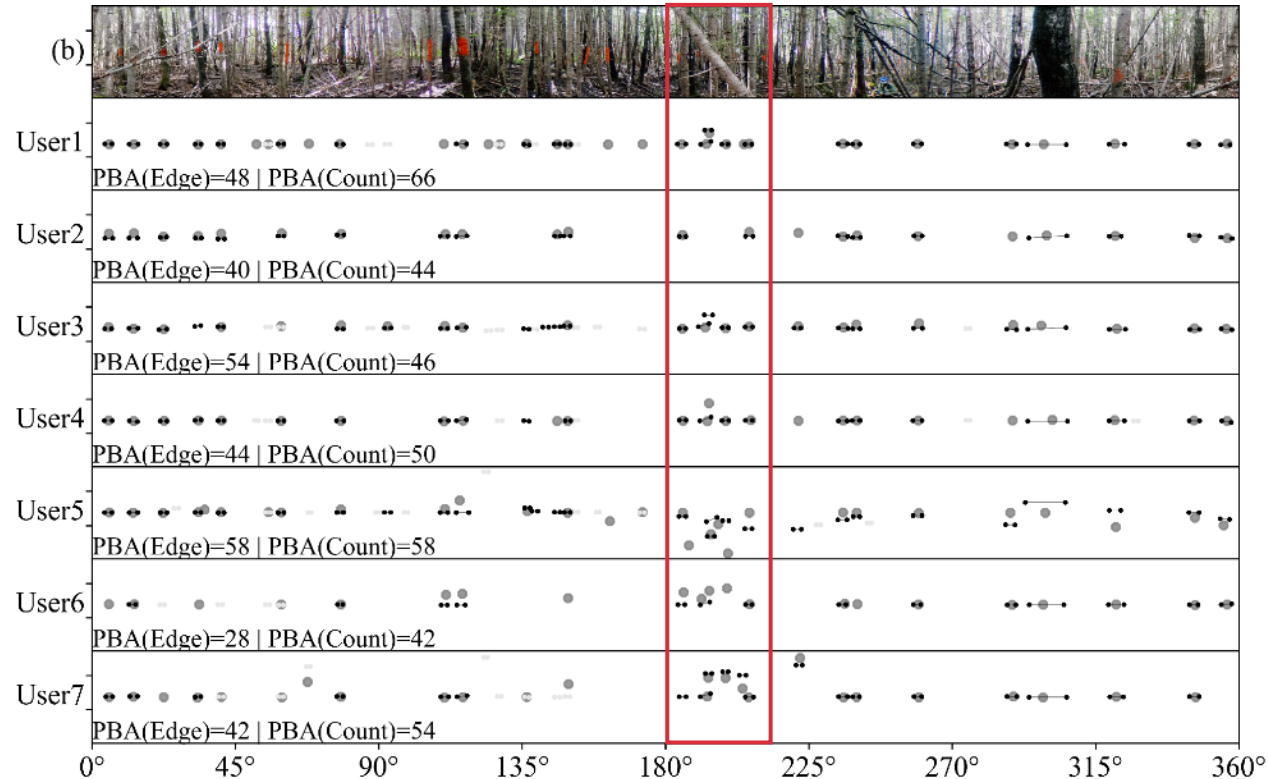 (b)
User1
PBA(Edge)=48 | PBA(Count)=66
User2
PBA(Edge)=40 | PBA(Count)=44
User3
PBA(Edge)=54 | PBA(Count)=46
User4
PBA(Edge)=44 | PBA(Count)=50
User5
PBA(Edge)=58 | PBA(Count)=58
User6
PBA(Edge)=28 | PBA(Count)=42
User7
PBA(Edge)=42 | PBA(Count)=54
0° 45° 90° 135° 180° 225° 270° 315° 360°